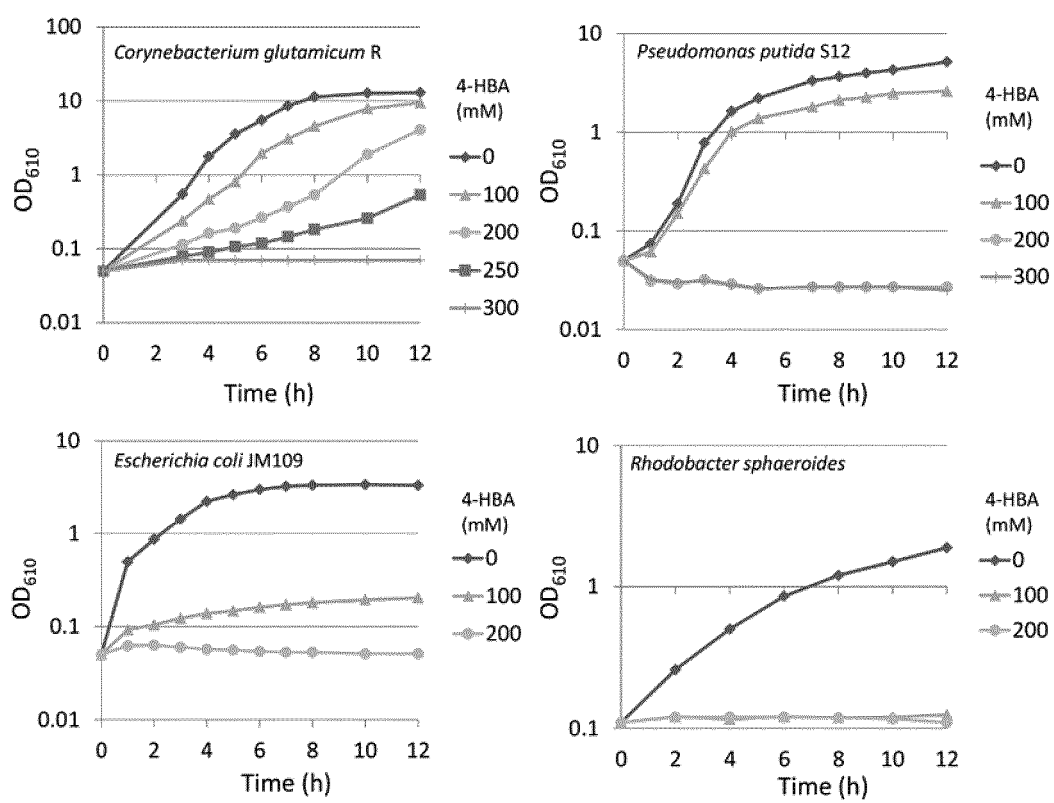 Corynebacterium glutamicum R
OD610
100
10
1
0.1
0.01
0 2 4 6 8 10 12
Time (h)
4-HBA
(mM)
0
100
200
250
300
Pseudomonas putida S12
OD610
10
1
0.1
0.01
0 2 4 6 8 10 12
Time (h)
4-HBA
(mM)
0
100
200
300
Escherichia coli JM109
OD610
10
1
0.1
0.01
0 2 4 6 8 10 12
Time (h)
4-HBA
(mM)
0
100
200
Rhodobacter sphaeroides
OD610
10
1
0.1
0 2 4 6 8 10 12
Time (h)
4-HBA
(mM)
0
100
200